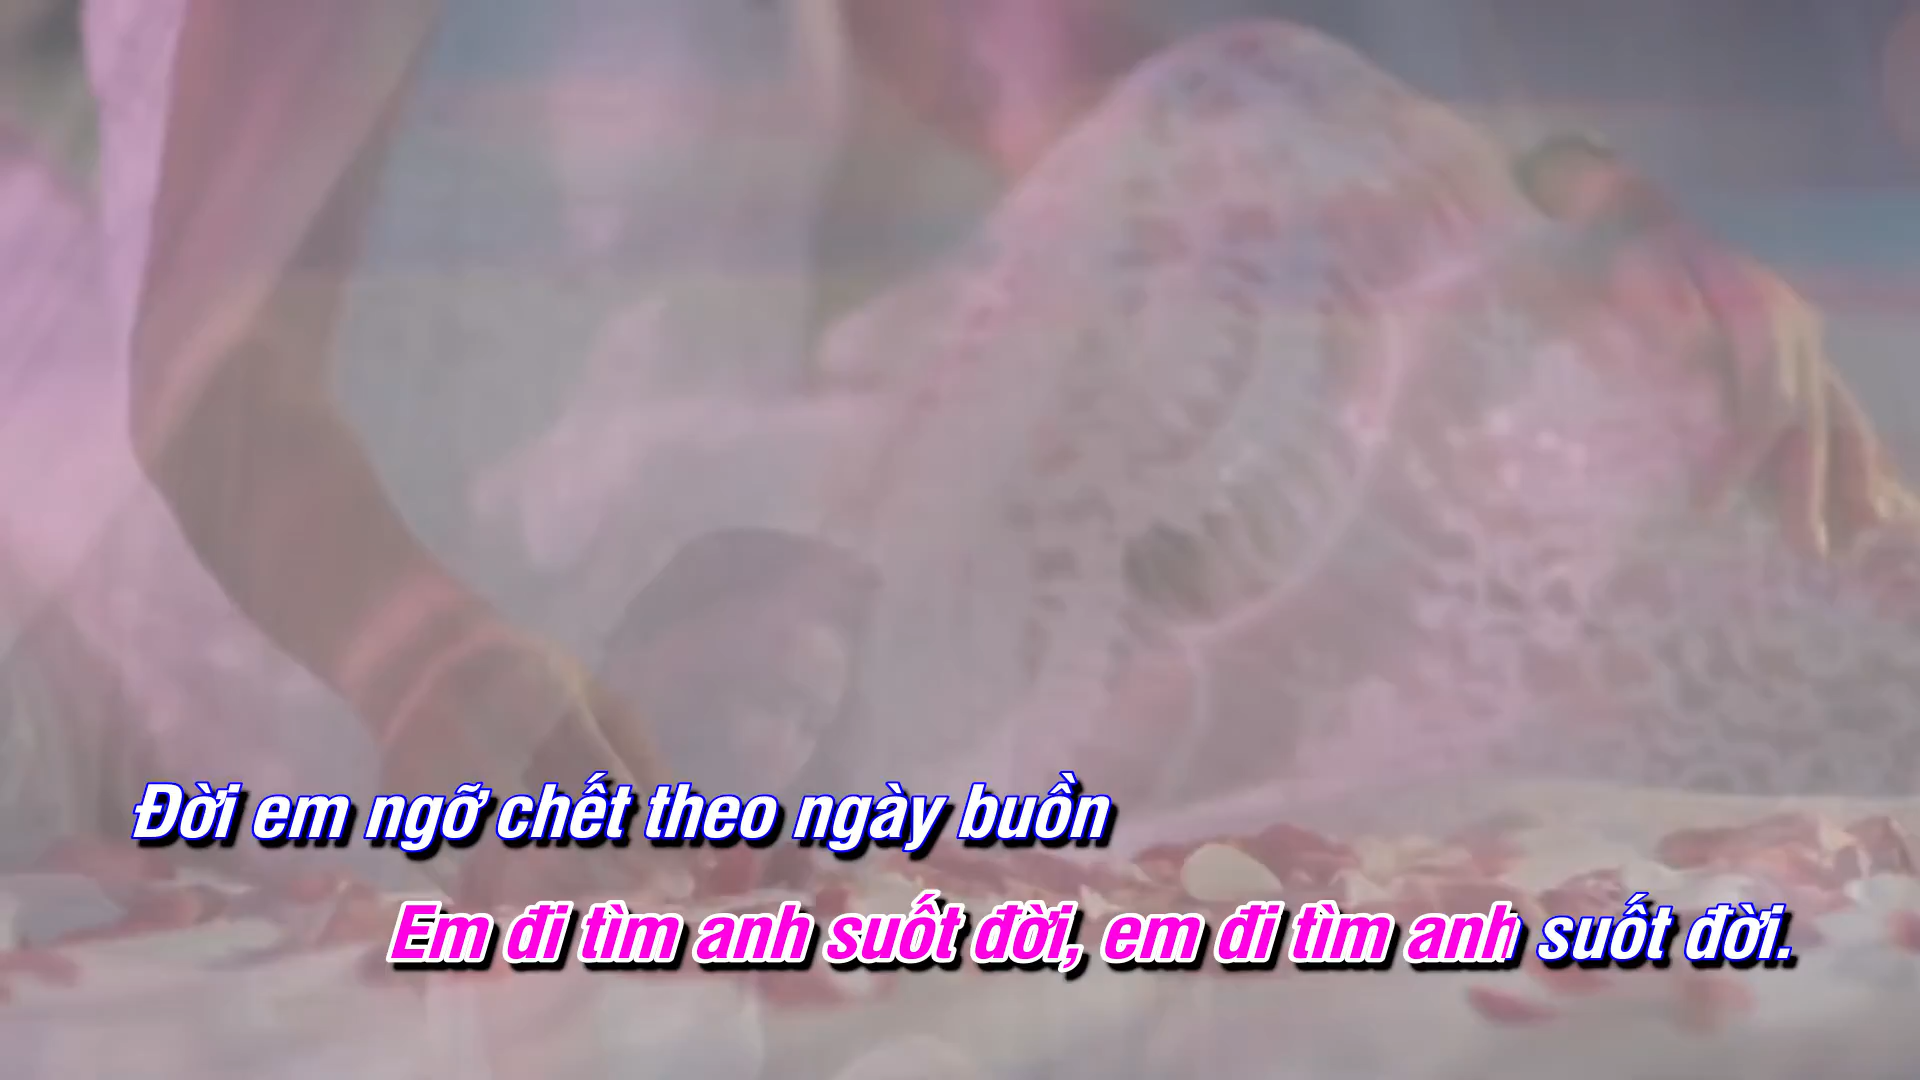 Đời em ngỡ chết theo ngày buồn
Em đi tìm anh suốt đời, em đi tìm anh suốt đời.